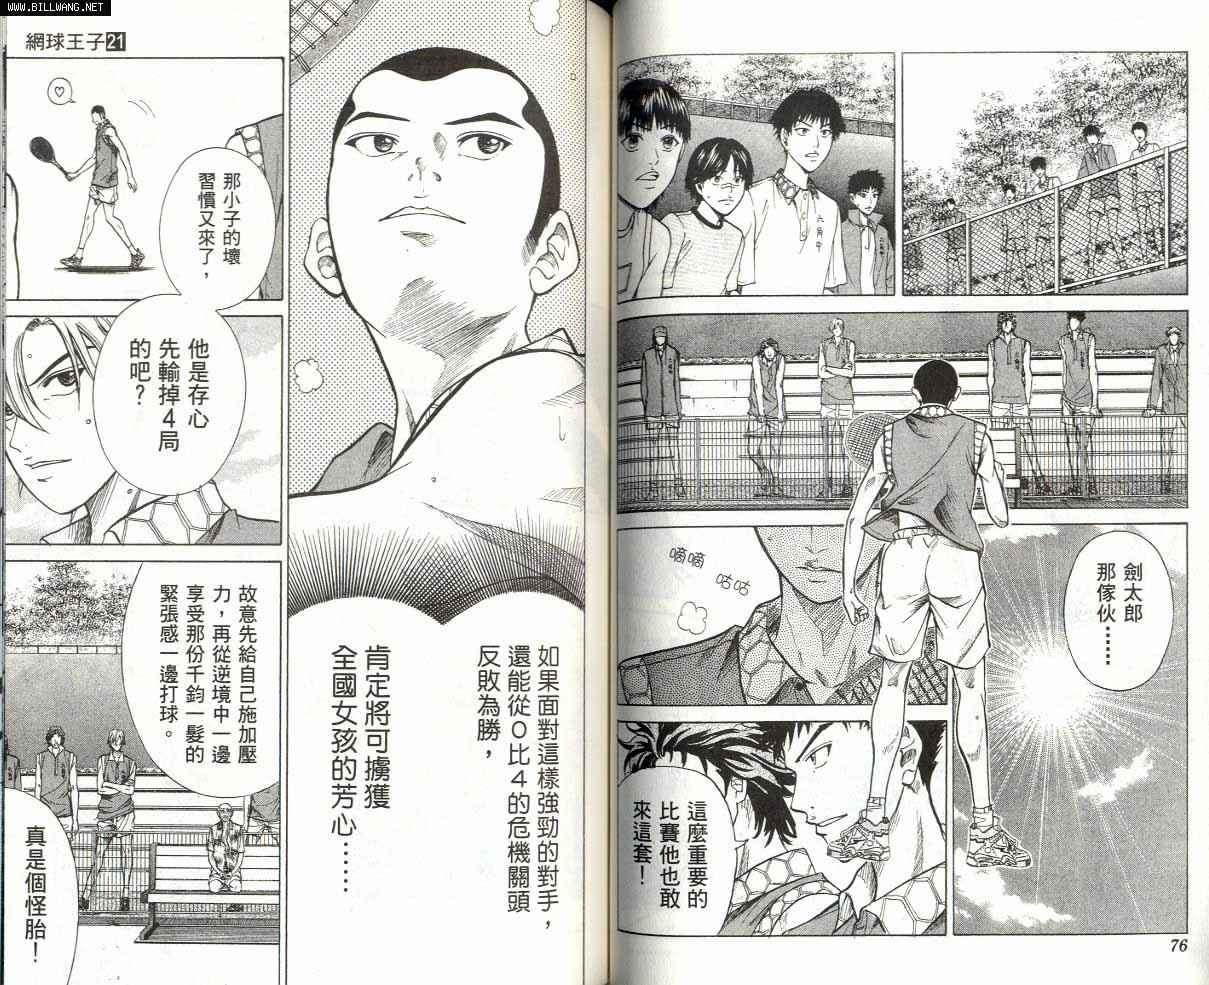 WWW.BILLWANG.NET
網球王子21
六角中
劍太郎
那傢伙……
嘀嘀
咕咕
這麼重要的
比賽他也敢
來這套！
76
如果面對這樣強勁的對手，
還能從0比4的危機關頭
反敗為勝，
肯定將可擄獲
全國女孩的芳心……
那小子的壞
習慣又來了，
他是存心
先輸掉4局
的吧？
故意先給自己施加壓
力，再從逆境中一邊
享受那份千鈞一髮的
緊張感一邊打球。
真是個怪胎！